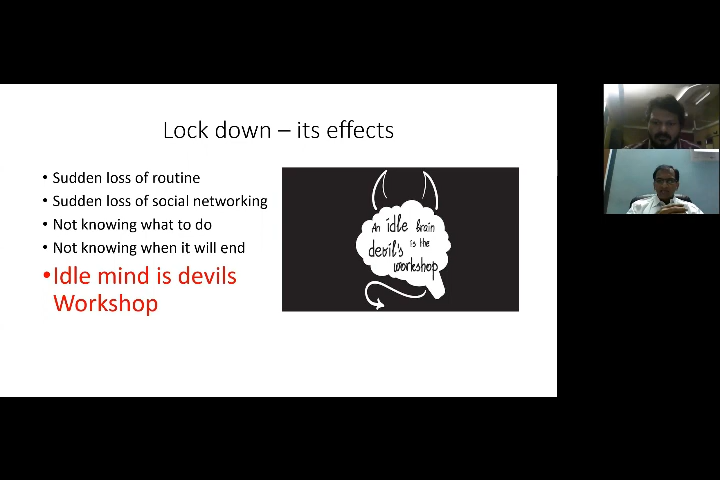 Lock down – its effects
• Sudden loss of routine
• Sudden loss of social networking
• Not knowing what to do
• Not knowing when it will end
• Idle mind is devils
Workshop
An idle brain
is the
devil's
workshop